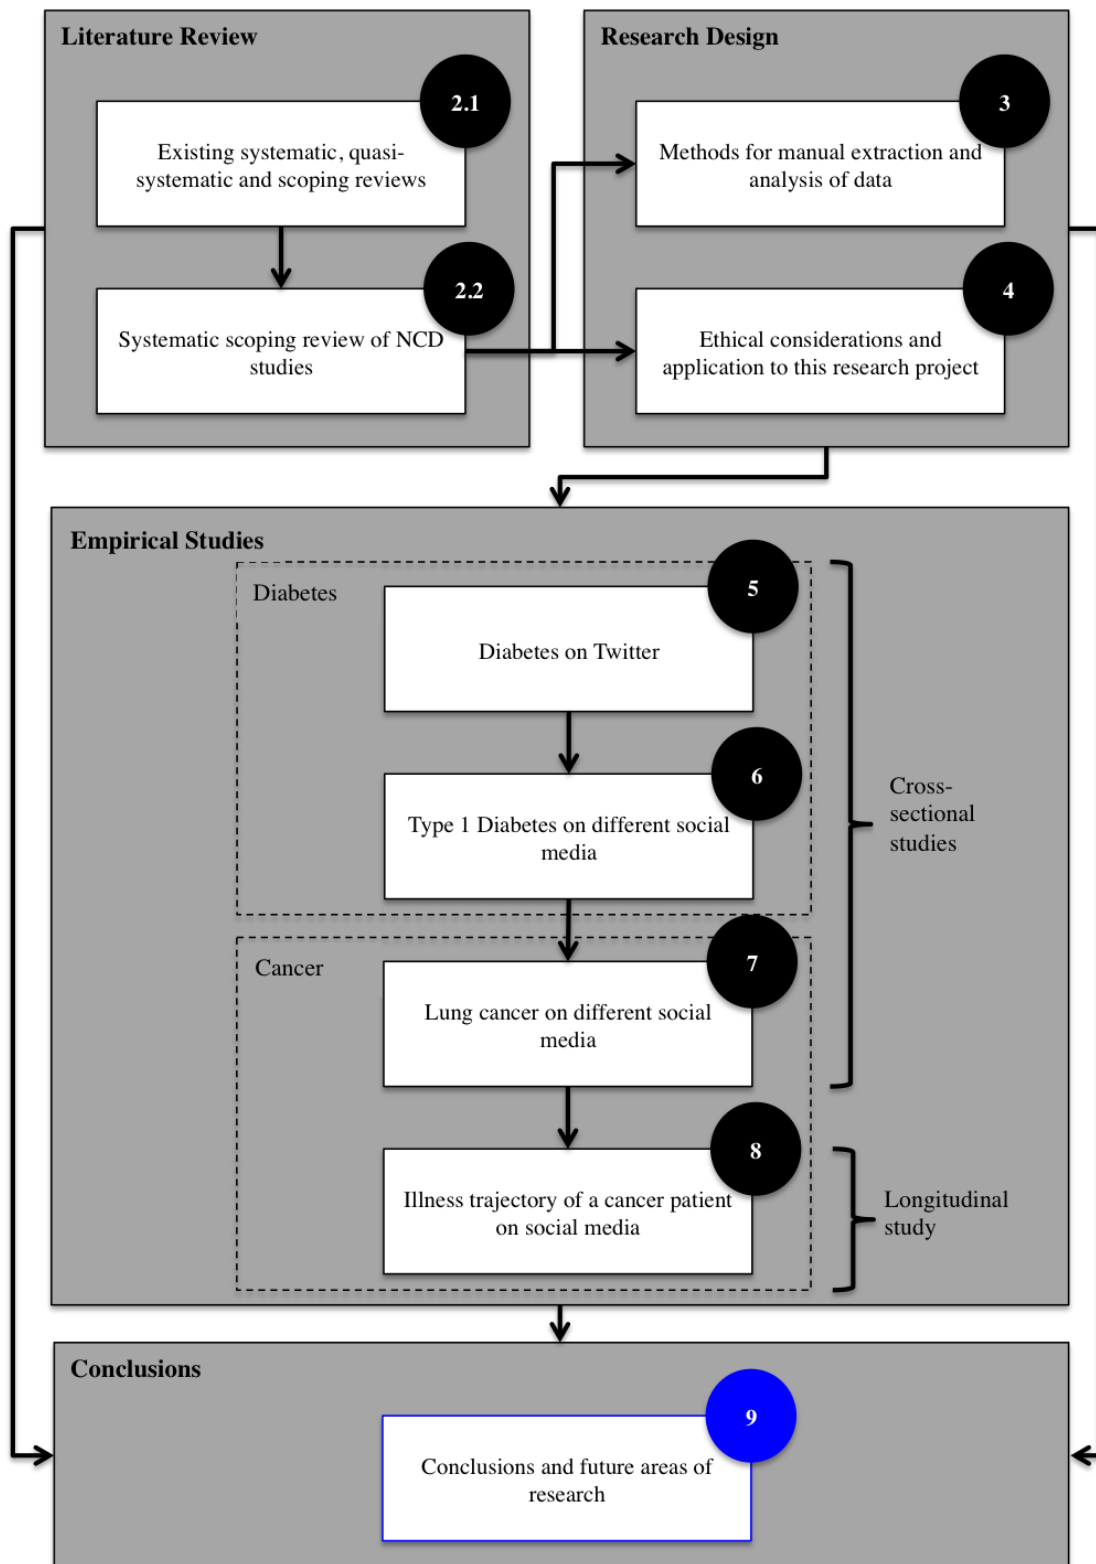 Literature Review
2.1
Existing systematic, quasi-
systematic and scoping reviews
2.2
Systematic scoping review of NCD
studies
Research Design
3
Methods for manual extraction and
analysis of data
4
Ethical considerations and
application to this research project
Empirical Studies
Diabetes
5
Diabetes on Twitter
6
Type 1 Diabetes on different social
media
Cross-
sectional
studies
Cancer
7
Lung cancer on different social
media
8
Illness trajectory of a cancer patient
on social media
Longitudinal
study
Conclusions
9
Conclusions and future areas of
research